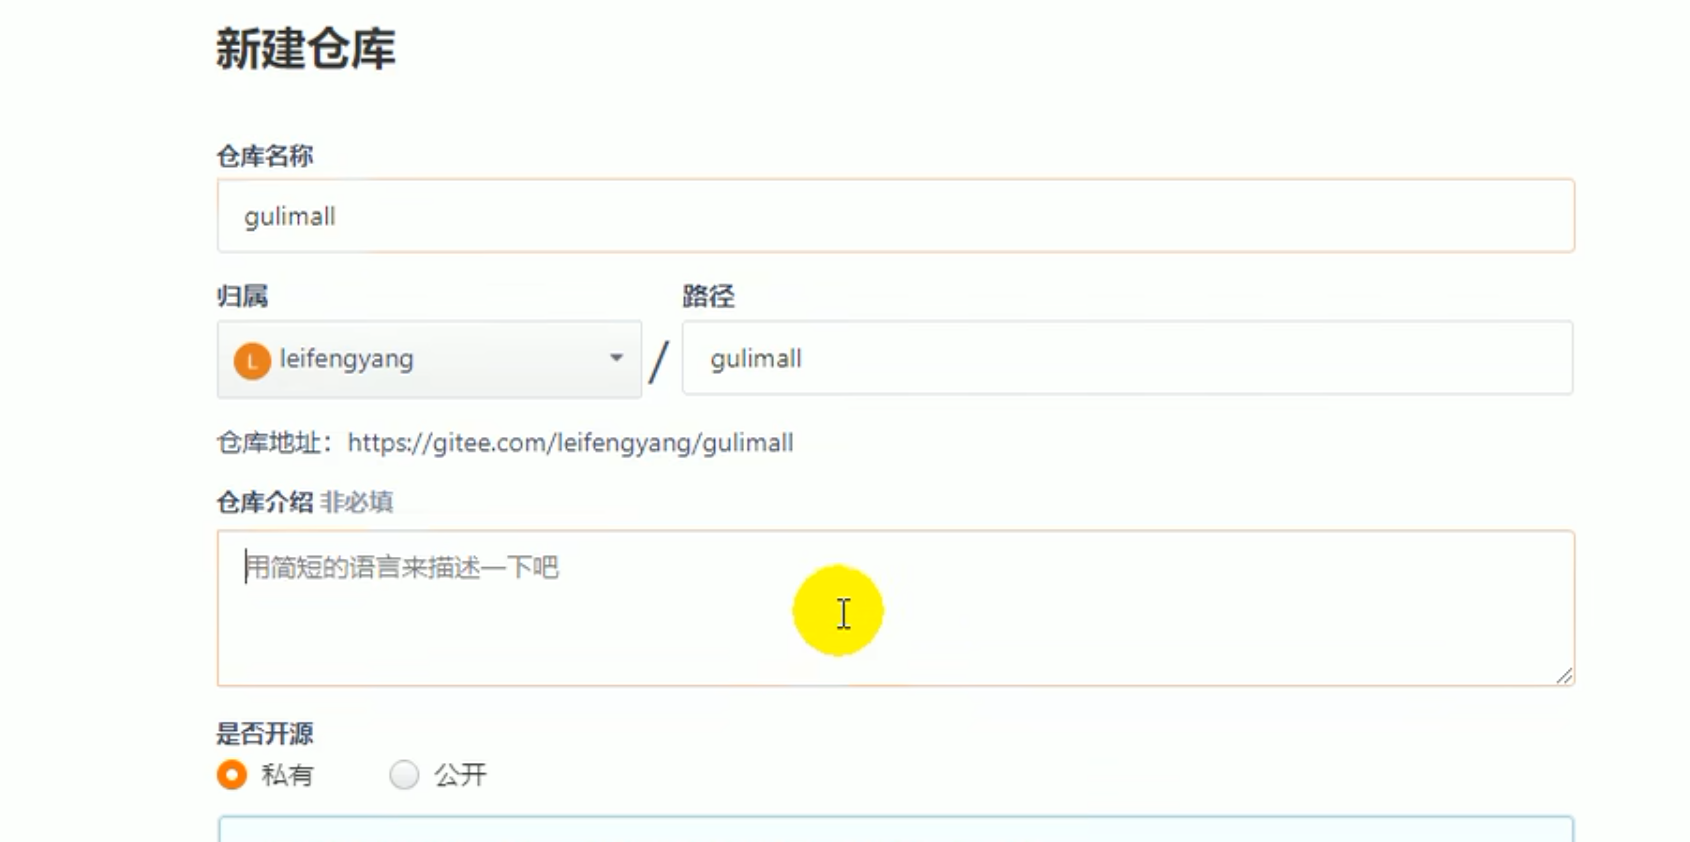 新建仓库
仓库名称
gulimall
归属 路径
L leifengyang / gulimall
仓库地址：https://gitee.com/leifengyang/gulimall
仓库介绍 非必填
用简短的语言来描述一下吧
是否开源
私有 公开